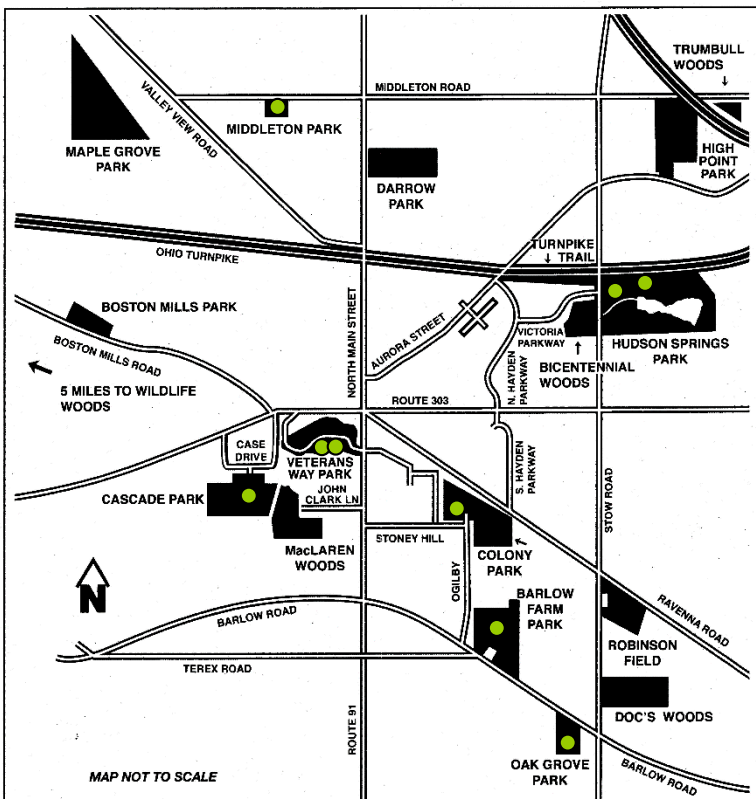 TRUMBULL
WOODS
↓
MIDDLETON ROAD
VALLEY VIEW ROAD
MIDDLETON PARK
MAPLE GROVE
PARK
DARROW
PARK
HIGH
POINT
PARK
OHIO TURNPIKE
TURNPIKE
↓ TRAIL
BOSTON MILLS PARK
BOSTON MILLS ROAD
NORTH MAIN STREET
AURORA STREET
VICTORIA
PARKWAY
HUDSON SPRINGS
PARK
BICENTENNIAL
WOODS
N. HAYDEN
PARKWAY
5 MILES TO WILDLIFE
WOODS
ROUTE 303
CASE
DRIVE
VETERANS
WAY PARK
S. HAYDEN
PARKWAY
STOW ROAD
CASCADE PARK
JOHN
CLARK LN
MacLAREN
WOODS
STONEY HILL
COLONY
PARK
OGILBY
N
BARLOW ROAD
BARLOW
FARM
PARK
RAVENNA ROAD
ROBINSON
FIELD
TEREX ROAD
DOC'S WOODS
ROUTE 91
OAK GROVE
PARK
BARLOW ROAD
MAP NOT TO SCALE